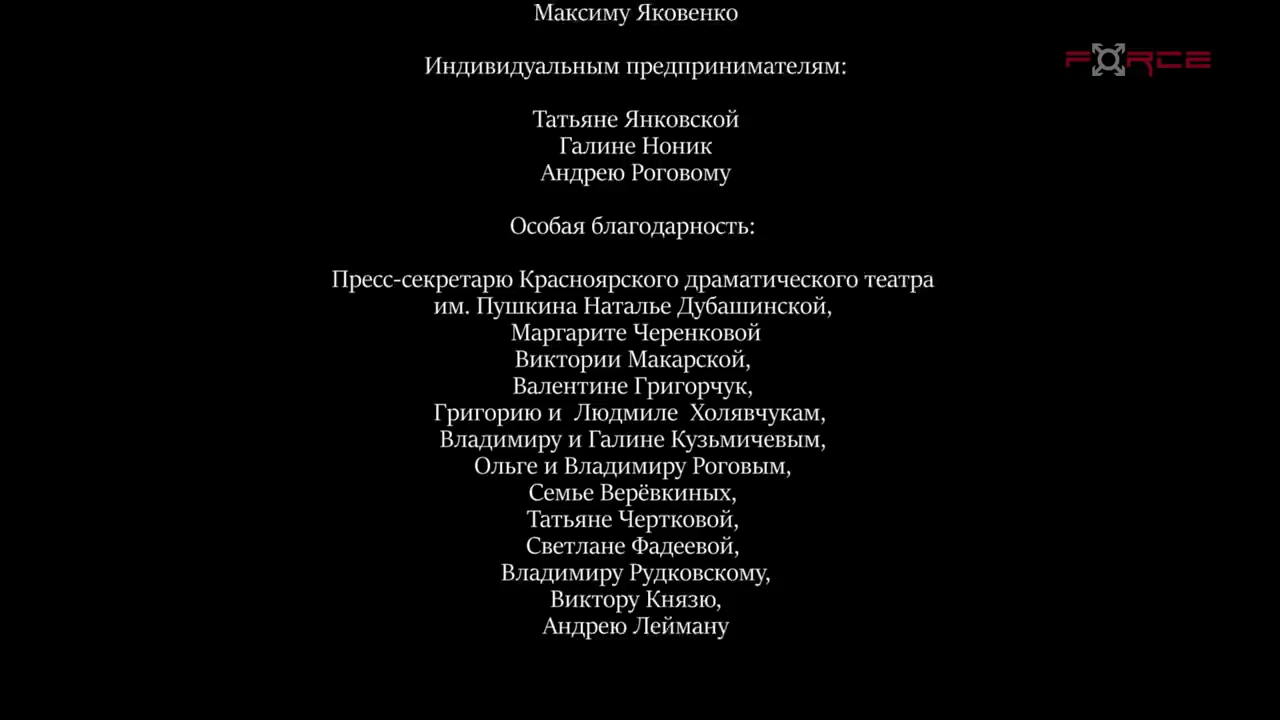 Максиму Яковенко
Индивидуальным предпринимателям:
FORCE
Татьяне Янковской
Галине Ноник
Андрею Роговому
Особая благодарность:
Пресс-секретарю Красноярского драматического театра
им. Пушкина Наталье Дубашинской,
Маргарите Черенковой
Виктории Макарской,
Валентине Григорчук,
Григорию и  Людмиле  Холявчукам,
Владимиру и Галине Кузьмичевым,
Ольге и Владимиру Роговым,
Семье Верёвкиных,
Татьяне Чертковой,
Светлане Фадеевой,
Владимиру Рудковскому,
Виктору Князю,
Андрею Лейману